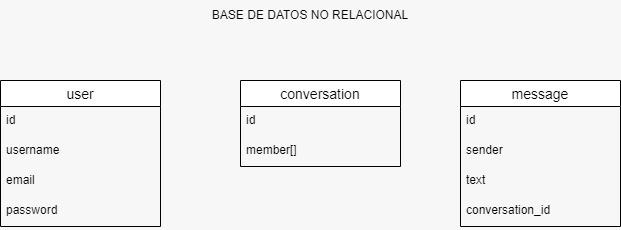 BASE DE DATOS NO RELACIONAL
user
id
username
email
password
conversation
id
member[]
message
id
sender
text
conversation_id